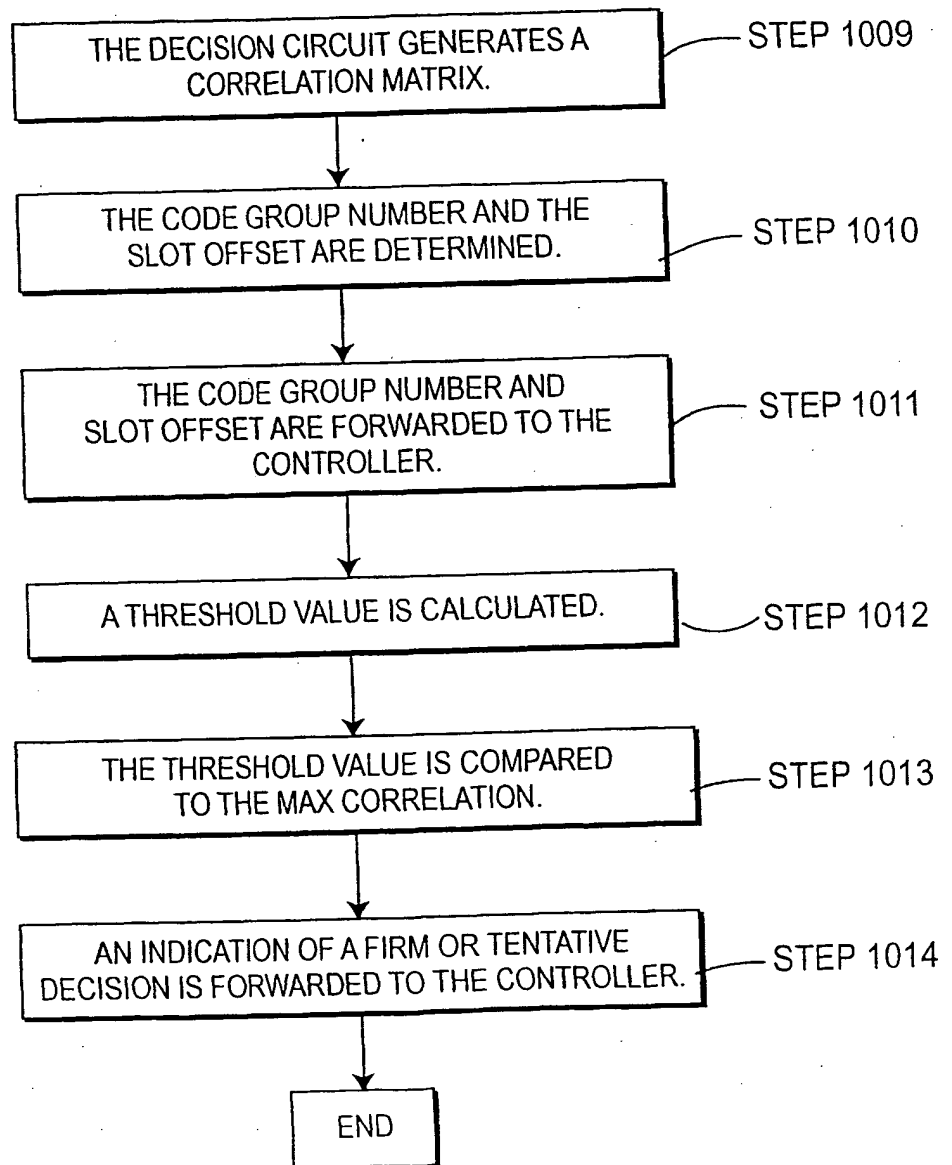 THE DECISION CIRCUIT GENERATES A
CORRELATION MATRIX.
STEP 1009
THE CODE GROUP NUMBER AND THE
SLOT OFFSET ARE DETERMINED.
STEP 1010
THE CODE GROUP NUMBER AND
SLOT OFFSET ARE FORWARDED TO THE
CONTROLLER.
STEP 1011
A THRESHOLD VALUE IS CALCULATED.
STEP 1012
THE THRESHOLD VALUE IS COMPARED
TO THE MAX CORRELATION.
STEP 1013
AN INDICATION OF A FIRM OR TENTATIVE
DECISION IS FORWARDED TO THE CONTROLLER.
STEP 1014
END